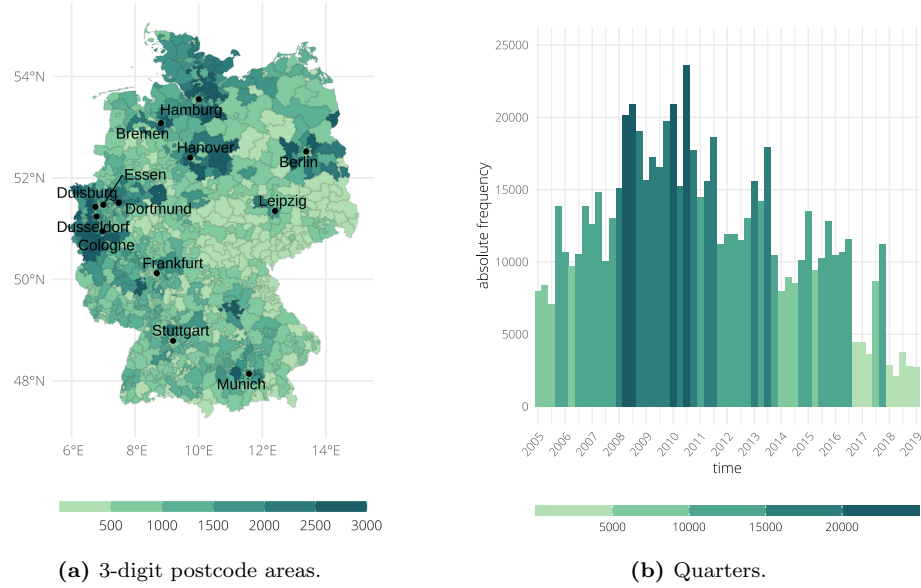 54°N
52°N
50°N
48°N
Hamburg
Bremen
Hanover
Berlin
Essen
Duisburg
Dortmund
Leipzig
Dusseldorf
Cologne
Frankfurt
Stuttgart
Munich
6°E 8°E 10°E 12°E 14°E
500 1000 1500 2000 2500 3000
(a) 3-digit postcode areas.
25000
20000
15000
10000
5000
0
absolute frequency
2005 2006 2007 2008 2009 2010 2011 2012 2013 2014 2015 2016 2017 2018 2019
time
5000 10000 15000 20000
(b) Quarters.